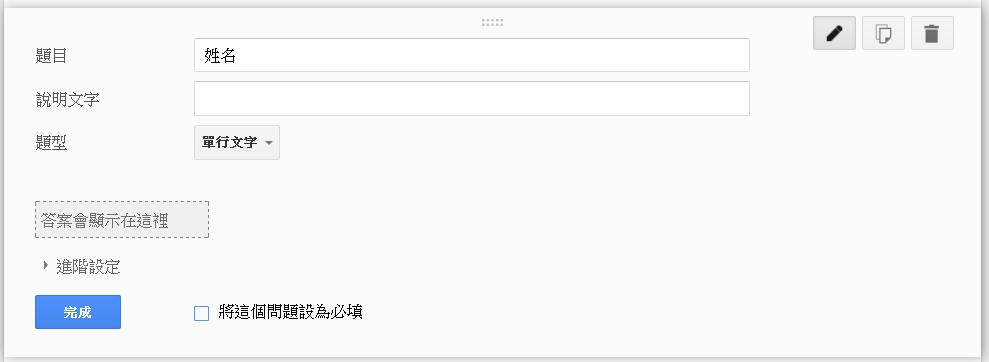 題目
姓名
說明文字
題型
單行文字
答案會顯示在這裡
進階設定
完成
將這個問題設為必填